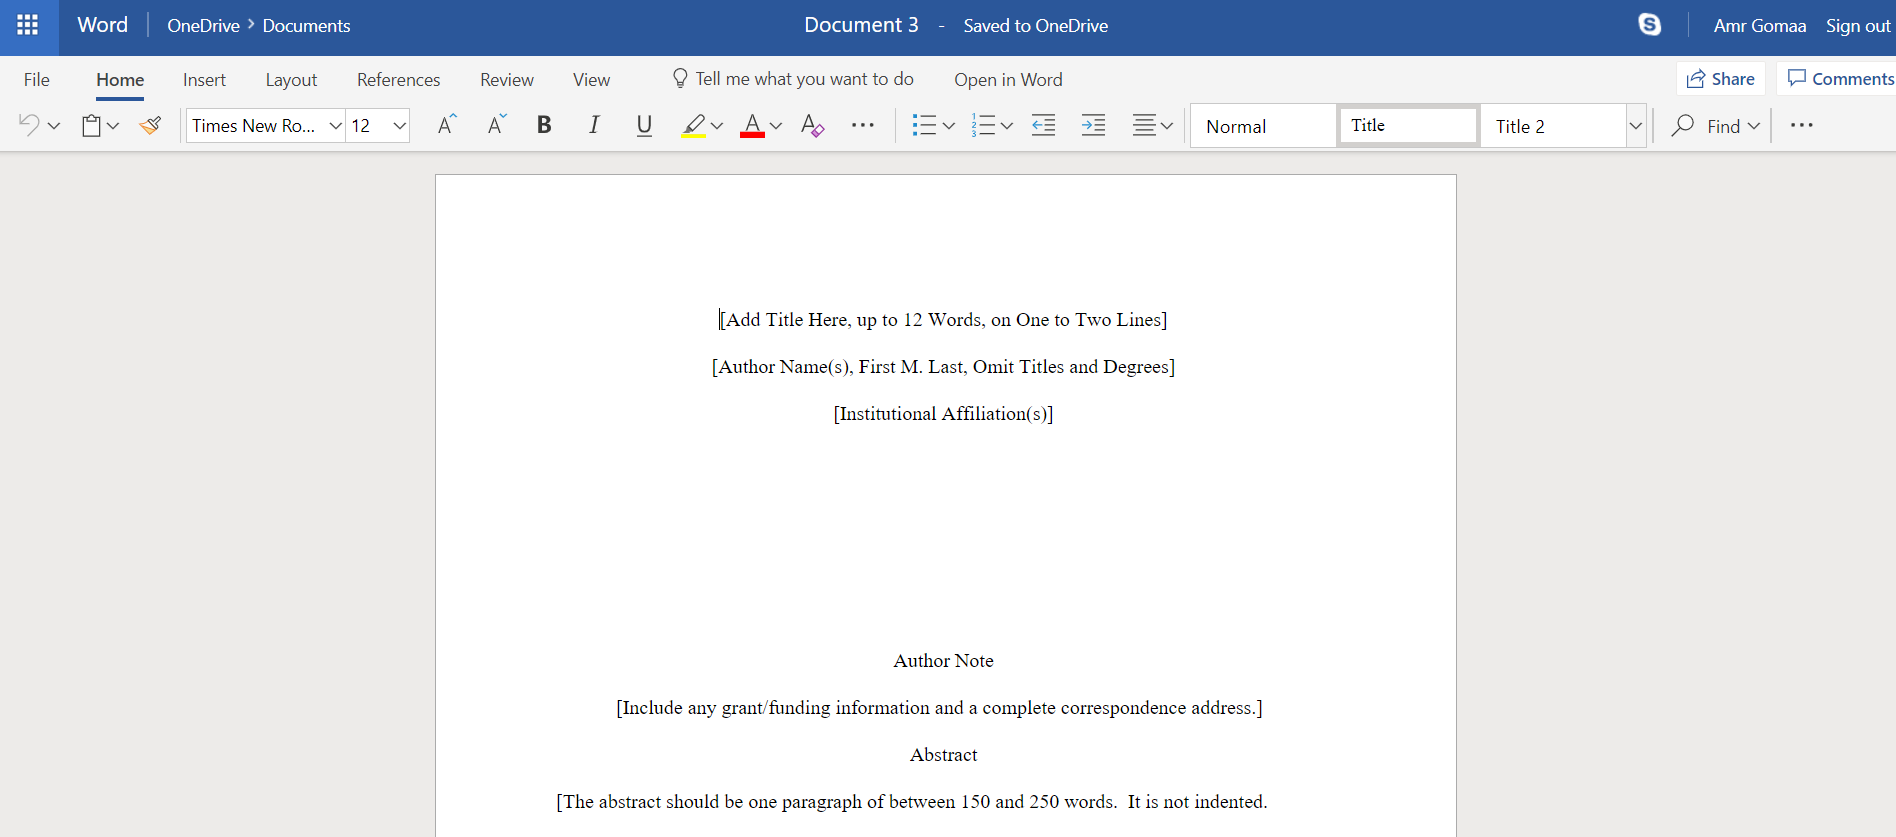 Word OneDrive > Documents Document 3 - Saved to OneDrive Amr Gomaa Sign out
File Home Insert Layout References Review View Tell me what you want to do Open in Word Share Comments
Times New Ro... 12 A A B I U A A ... Normal Title Title 2 Find ...
[Add Title Here, up to 12 Words, on One to Two Lines]
[Author Name(s), First M. Last, Omit Titles and Degrees]
[Institutional Affiliation(s)]
Author Note
[Include any grant/funding information and a complete correspondence address.]
Abstract
[The abstract should be one paragraph of between 150 and 250 words.  It is not indented.